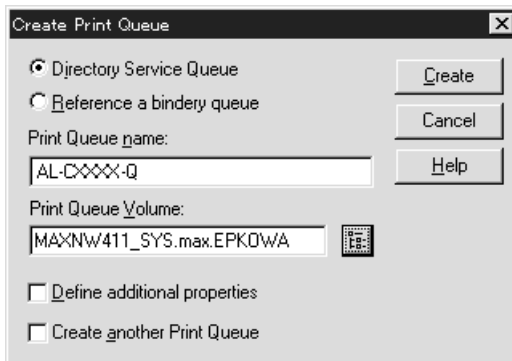 Create Print Queue
Directory Service Queue
Reference a bindery queue
Print Queue name:
AL-CXXXX-Q
Print Queue Volume:
MAXNW411_SYS.max.EPKOWA
Define additional properties
Create another Print Queue
Create
Cancel
Help